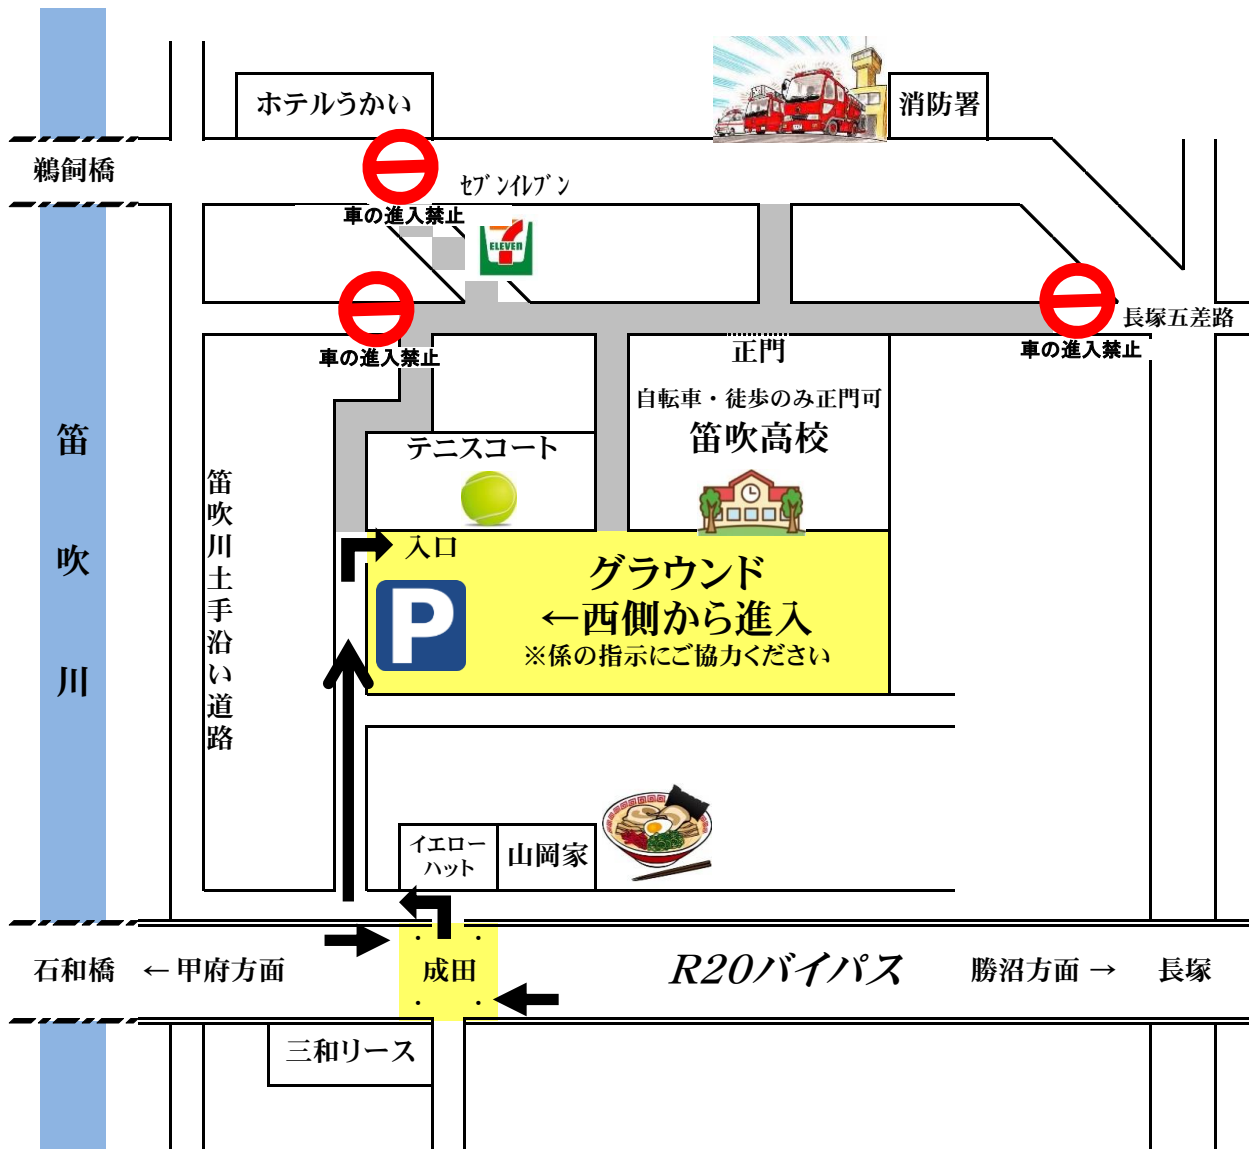 ホテルうかい
消防署
鵜飼橋
セブンイレブン
車の進入禁止
ELEVEN
車の進入禁止
長塚五差路
車の進入禁止
正門
自転車・徒歩のみ正門可
笛吹高校
テニスコート
笛吹川
笛吹川土手沿い道路
入口
P
グラウンド
←西側から進入
※係の指示にご協力ください
イエロー
ハット
山岡家
石和橋
←甲府方面
成田
R20バイパス
勝沼方面→
長塚
三和リース